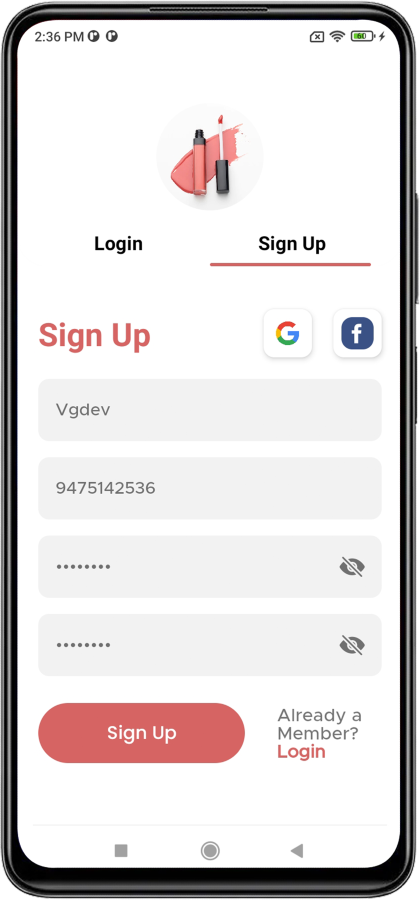 2:36 PM
60
Login
Sign Up
Sign Up
Vgdev
9475142536
••••••••
••••••••
Sign Up
Already a
Member?
Login